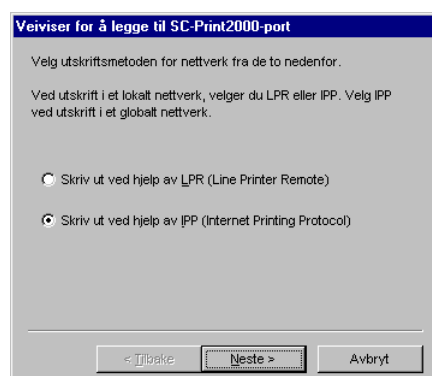 Veiviser for å legge til SC-Print2000-port
Velg utskriftsmetoden for nettverk fra de to nedenfor.
Ved utskrift i et lokalt nettverk, velger du LPR eller IPP. Velg IPP
ved utskrift i et globalt nettverk.
Skriv ut ved hjelp av LPR (Line Printer Remote)
Skriv ut ved hjelp av IPP (Internet Printing Protocol)
< Tilbake Neste > Avbryt